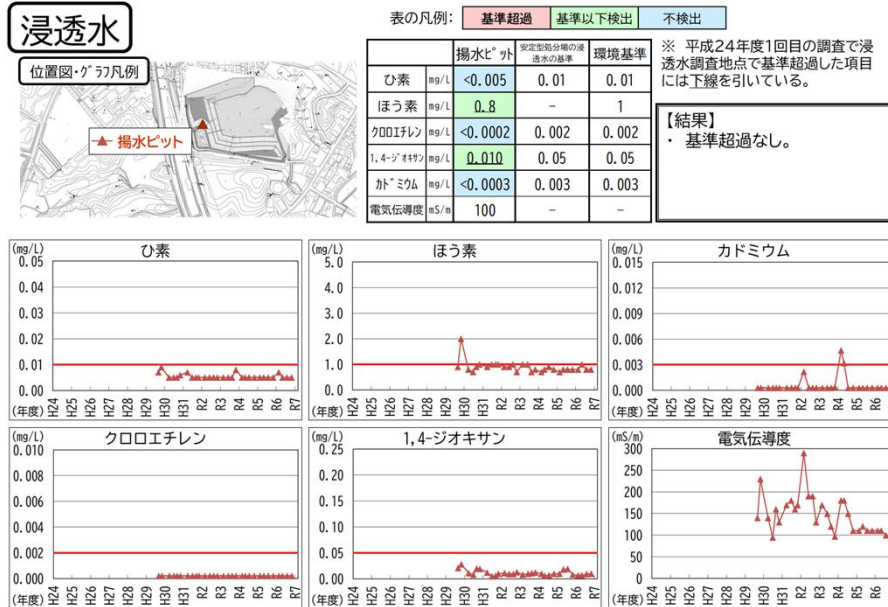 浸透水
表の凡例: 基準超過 基準以下検出 不検出
位置図・グラフ凡例
揚水ピット
揚水ピット 安定型処分場の浸透水の基準 環境基準
ひ素 mg/L <0.005 0.01 0.01
ほう素 mg/L 0.8 - 1
クロロエチレン mg/L <0.0002 0.002 0.002
1,4-ジオキサン mg/L 0.010 0.05 0.05
カドミウム mg/L <0.0003 0.003 0.003
電気伝導度 mS/m 100 - -
※ 平成24年度1回目の調査で浸
透水調査地点で基準超過した項目
には下線を引いている。
【結果】
・ 基準超過なし。
(mg/L) ひ素
0.05
0.04
0.03
0.02
0.01
0.00
(年度) H24 H25 H26 H27 H28 H29 H30 H31 R2 R3 R4 R5 R6 R7
(mg/L) ほう素
5.0
4.0
3.0
2.0
1.0
0.0
(年度) H24 H25 H26 H27 H28 H29 H30 H31 R2 R3 R4 R5 R6 R7
(mg/L) カドミウム
0.015
0.012
0.009
0.006
0.003
0.000
(年度) H24 H25 H26 H27 H28 H29 H30 H31 R2 R3 R4 R5 R6
(mg/L) クロロエチレン
0.010
0.008
0.006
0.004
0.002
0.000
(年度) H24 H25 H26 H27 H28 H29 H30 H31 R2 R3 R4 R5 R6 R7
(mg/L) 1,4-ジオキサン
0.25
0.20
0.15
0.10
0.05
0.00
(年度) H24 H25 H26 H27 H28 H29 H30 H31 R2 R3 R4 R5 R6 R7
(mS/m) 電気伝導度
300
250
200
150
100
50
0
(年度) H24 H25 H26 H27 H28 H29 H30 H31 R2 R3 R4 R5 R6